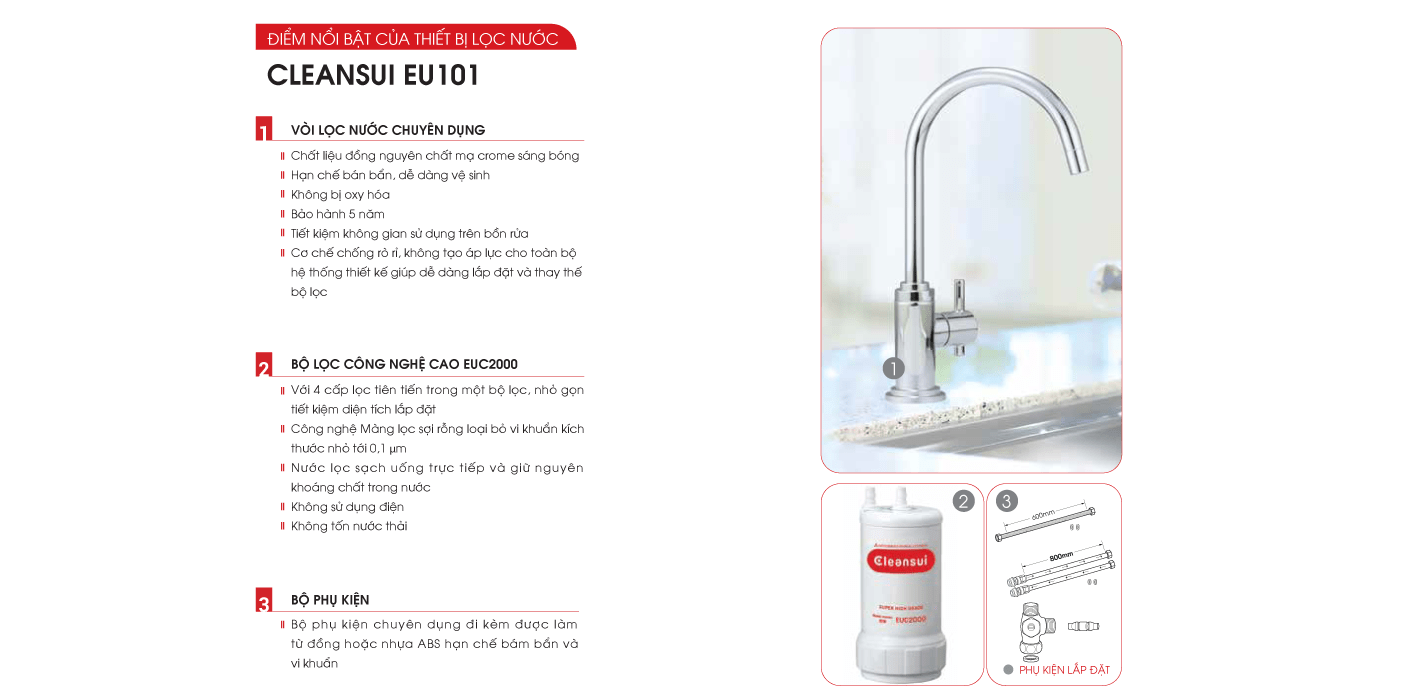 ĐIỂM NỔI BẬT CỦA THIẾT BỊ LỌC NƯỚC
CLEANSUI EU101
1
VÒI LỌC NƯỚC CHUYÊN DỤNG
Chất liệu đồng nguyên chất mạ crome sáng bóng
Hạn chế bán bẩn, dễ dàng vệ sinh
Không bị oxy hóa
Bảo hành 5 năm
Tiết kiệm không gian sử dụng trên bồn rửa
Cơ chế chống rò rỉ, không tạo áp lực cho toàn bộ
hệ thống thiết kế giúp dễ dàng lắp đặt và thay thế
bộ lọc
2
BỘ LỌC CÔNG NGHỆ CAO EUC2000
Với 4 cấp lọc tiên tiến trong một bộ lọc, nhỏ gọn
tiết kiệm diện tích lắp đặt
Công nghệ Màng lọc sợi rỗng loại bỏ vi khuẩn kích
thước nhỏ tới 0,1 µm
Nước lọc sạch uống trực tiếp và giữ nguyên
khoáng chất trong nước
Không sử dụng điện
Không tốn nước thải
3
BỘ PHỤ KIỆN
Bộ phụ kiện chuyên dụng đi kèm được làm
từ đồng hoặc nhựa ABS hạn chế bám bẩn và
vi khuẩn
1
2
Cleansui
SUPER HIGH GRADE
EUC2000
3
600mm
800mm
PHỤ KIỆN LẮP ĐẶT